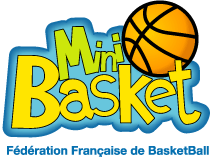 Mini
Basket
Fédération Française de BasketBall